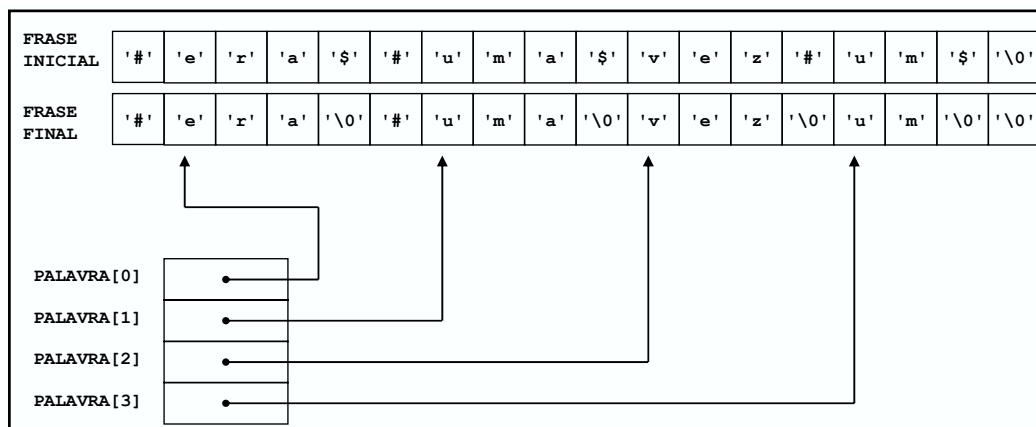 FRASE
INICIAL '#' 'e' 'r' 'a' '$' '#' 'u' 'm' 'a' '$' 'v' 'e' 'z' '#' 'u' 'm' '$' '\0'
FRASE
FINAL '#' 'e' 'r' 'a' '\0' '#' 'u' 'm' 'a' '\0' 'v' 'e' 'z' '\0' 'u' 'm' '\0' '\0'
PALAVRA[0]
PALAVRA[1]
PALAVRA[2]
PALAVRA[3]